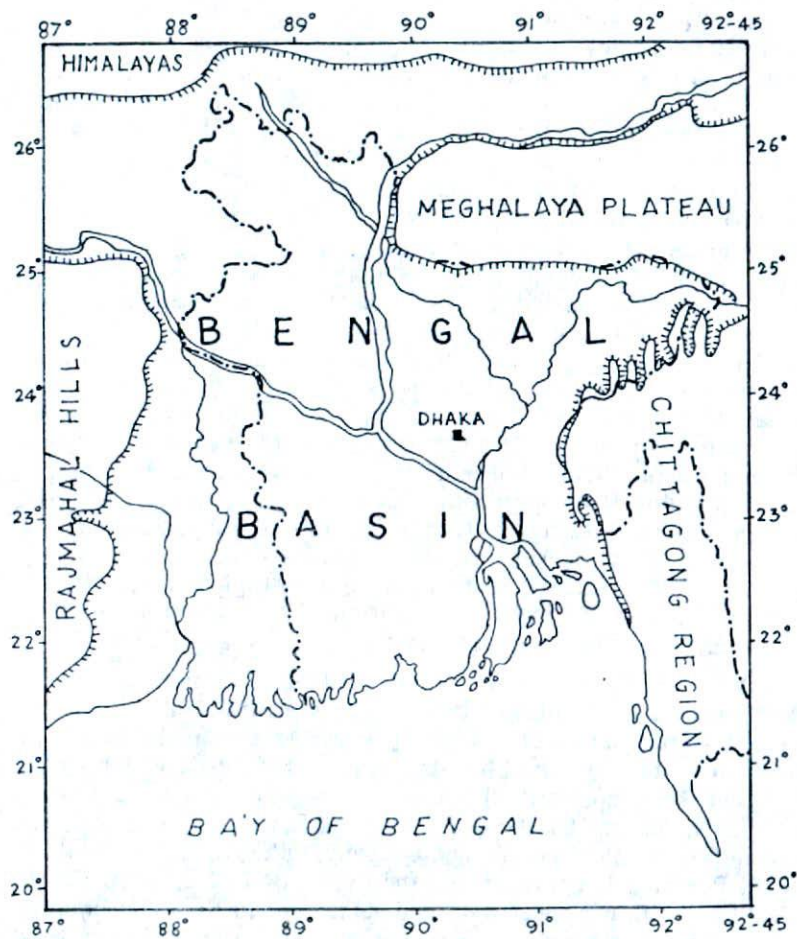 87° 88° 89° 90° 91° 92° 92°-45
HIMALAYAS
26° 26°
MEGHALAYA PLATEAU
25° 25°
BENGAL
24° 24°
DHAKA
RAJMAHAL HILLS
CHITTAGONG REGION
23° 23°
BASIN
22° 22°
21° 21°
BAY OF BENGAL
20° 20°
87° 88° 89° 90° 91° 92° 92°-45